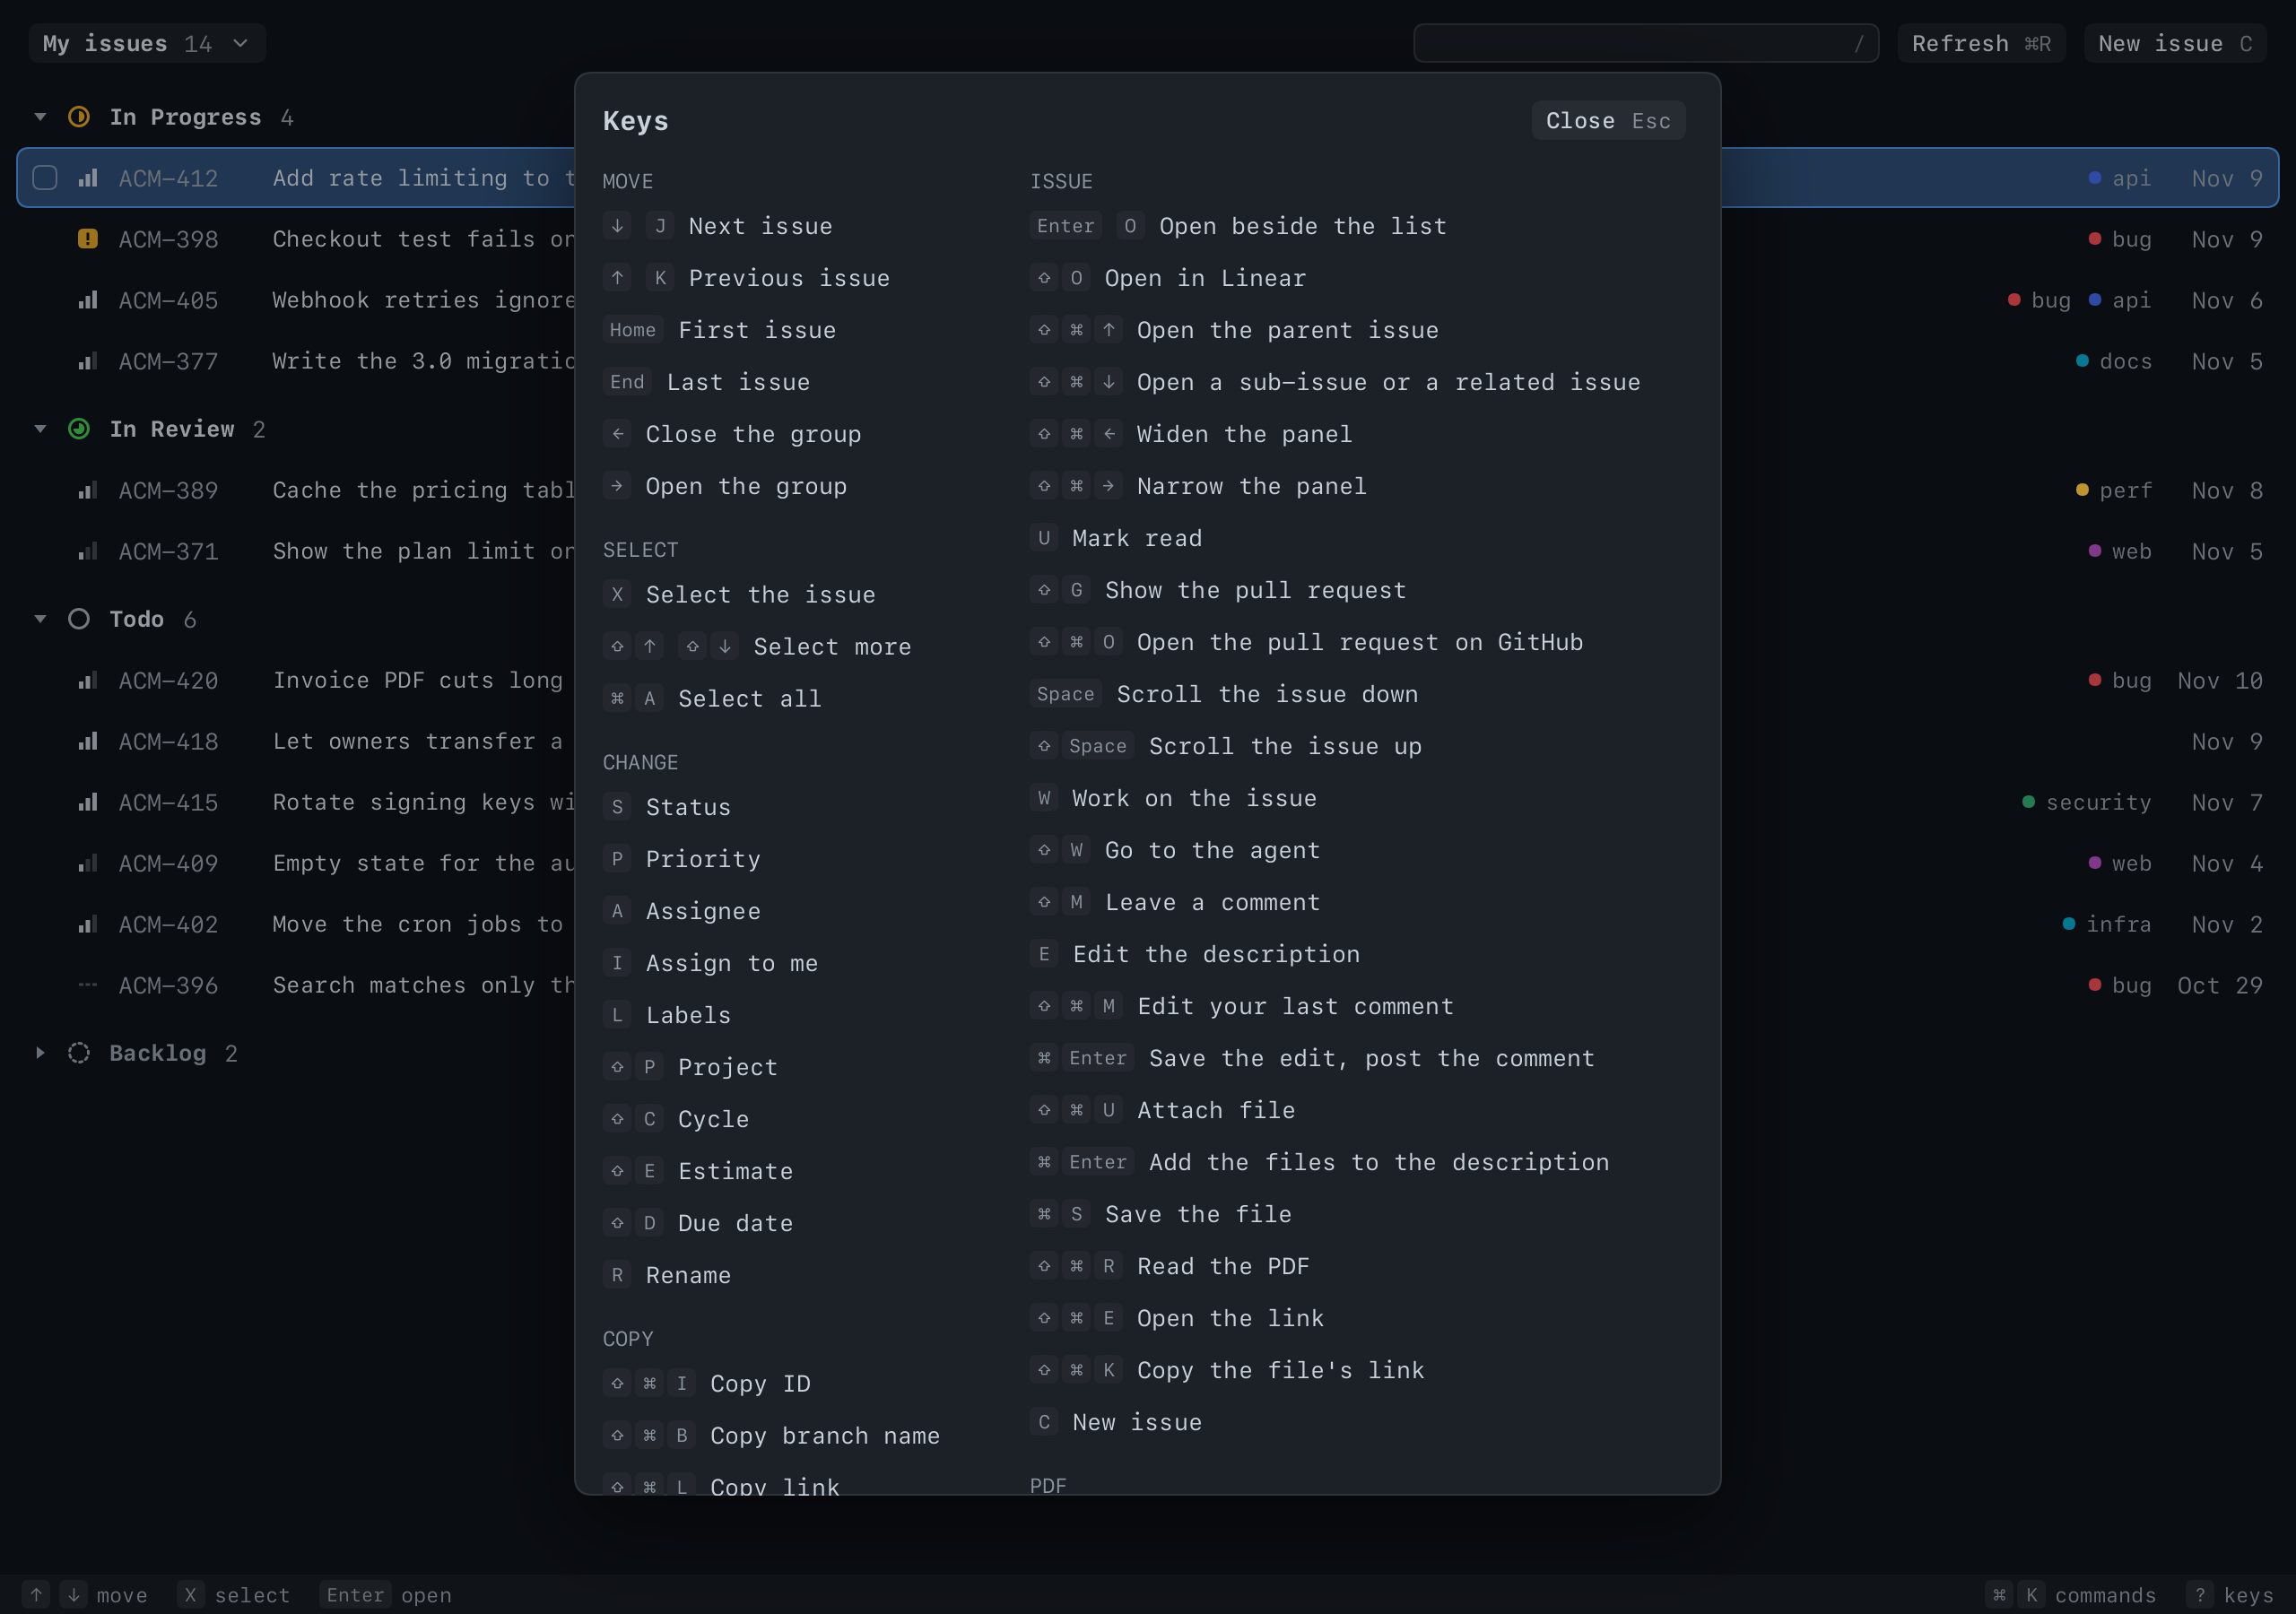 My issues 14
/
Refresh ⌘R
New issue C
In Progress 4
ACM-412 Add rate limiting to t
api Nov 9
ACM-398 Checkout test fails on
bug Nov 9
ACM-405 Webhook retries ignore
bug api Nov 6
ACM-377 Write the 3.0 migratio
docs Nov 5
In Review 2
ACM-389 Cache the pricing tabl
perf Nov 8
ACM-371 Show the plan limit on
web Nov 5
Todo 6
ACM-420 Invoice PDF cuts long
bug Nov 10
ACM-418 Let owners transfer a
Nov 9
ACM-415 Rotate signing keys wi
security Nov 7
ACM-409 Empty state for the au
web Nov 4
ACM-402 Move the cron jobs to
infra Nov 2
ACM-396 Search matches only th
bug Oct 29
Backlog 2
Keys
Close Esc
MOVE
↓ J Next issue
↑ K Previous issue
Home First issue
End Last issue
← Close the group
→ Open the group
SELECT
X Select the issue
⇧ ↑ ⇧ ↓ Select more
⌘ A Select all
CHANGE
S Status
P Priority
A Assignee
I Assign to me
L Labels
⇧ P Project
⇧ C Cycle
⇧ E Estimate
⇧ D Due date
R Rename
COPY
⇧ ⌘ I Copy ID
⇧ ⌘ B Copy branch name
⇧ ⌘ L Copy link
ISSUE
Enter O Open beside the list
⇧ O Open in Linear
⇧ ⌘ ↑ Open the parent issue
⇧ ⌘ ↓ Open a sub-issue or a related issue
⇧ ⌘ ← Widen the panel
⇧ ⌘ → Narrow the panel
U Mark read
⇧ G Show the pull request
⇧ ⌘ O Open the pull request on GitHub
Space Scroll the issue down
⇧ Space Scroll the issue up
W Work on the issue
⇧ W Go to the agent
⇧ M Leave a comment
E Edit the description
⇧ ⌘ M Edit your last comment
⌘ Enter Save the edit, post the comment
⇧ ⌘ U Attach file
⌘ Enter Add the files to the description
⌘ S Save the file
⇧ ⌘ R Read the PDF
⇧ ⌘ E Open the link
⇧ ⌘ K Copy the file's link
C New issue
PDF
↑ ↓ move X select Enter open
⌘ K commands ? keys